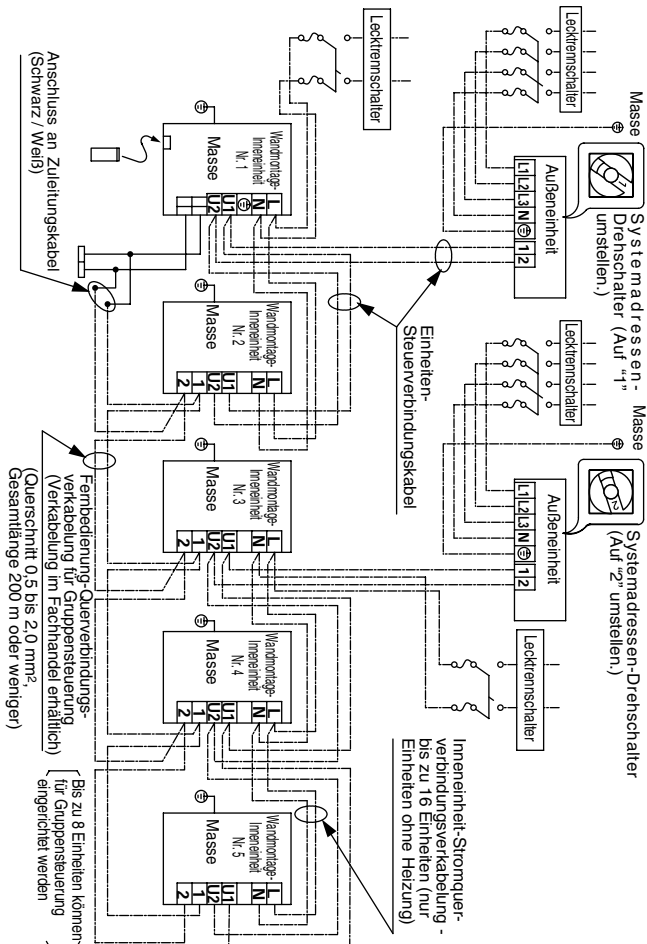 Masse
Systemadressen-
Drehschalter (Auf "1"
umstellen.)
Lecktrennschalter
Außeneinheit
L1 L2 L3 N 1 2
Masse
Systemadressen-Drehschalter
(Auf "2" umstellen.)
Lecktrennschalter
Außeneinheit
L1 L2 L3 N 1 2
Lecktrennschalter
Lecktrennschalter
Einheiten-
Steuerverbindungskabel
Inneneinheit-Stromquer-
verbindungsverkabelung -
bis zu 16 Einheiten (nur
Einheiten ohne Heizung)
Wandmontage-
Inneneinheit
Nr. 1
Masse
L
N
U1
U2
Wandmontage-
Inneneinheit
Nr. 2
Masse
L
N
U1
U2
1
2
Wandmontage-
Inneneinheit
Nr. 3
Masse
L
N
U1
U2
1
2
Wandmontage-
Inneneinheit
Nr. 4
Masse
L
N
U1
U2
1
2
Wandmontage-
Inneneinheit
Nr. 5
Masse
L
N
U1
U2
1
2
Anschluss an Zuleitungskabel
(Schwarz / Weiß)
Fernbedienung-Querverbindungs-
verkabelung für Gruppensteuerung
(Verkabelung im Fachhandel erhältlich)
(Querschnitt 0,5 bis 2,0 mm²,
Gesamtlänge 200 m oder weniger)
Bis zu 8 Einheiten können
für Gruppensteuerung
eingerichtet werden